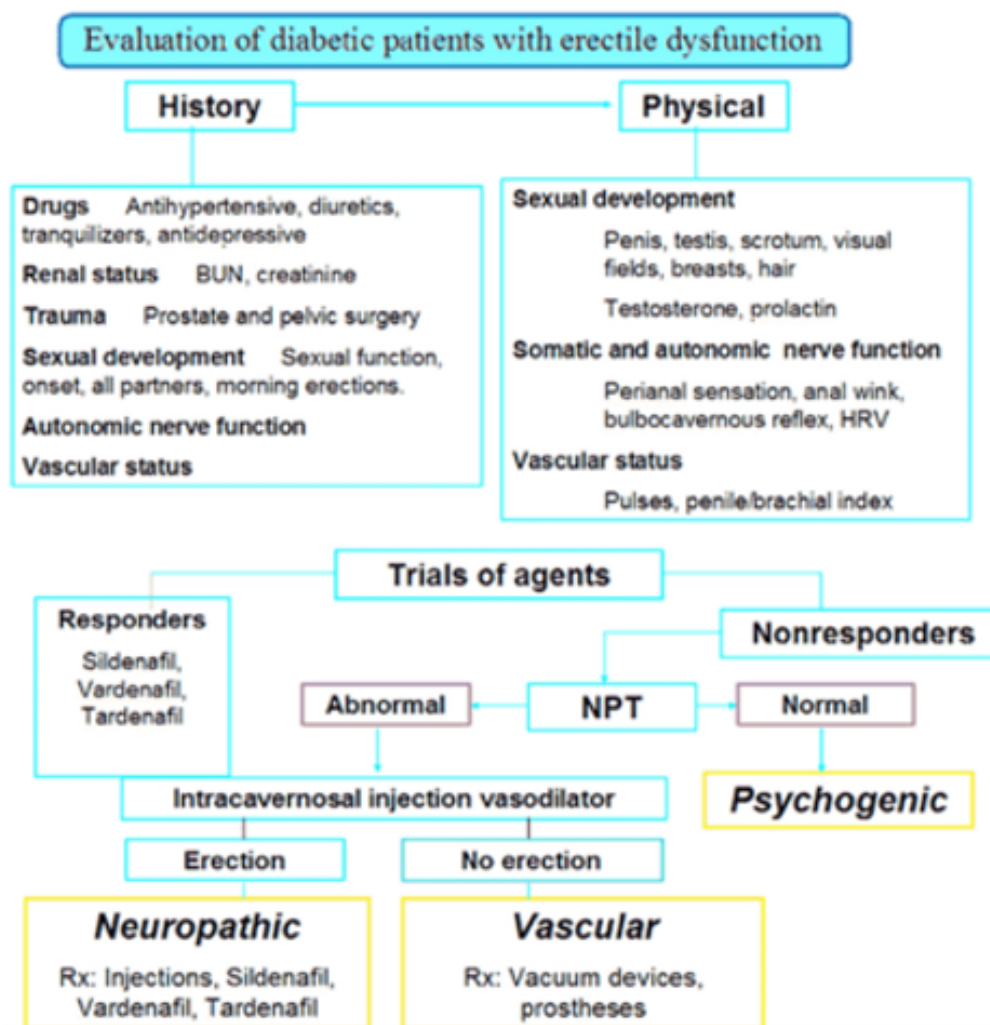 Evaluation of diabetic patients with erectile dysfunction
History
Physical
Drugs Antihypertensive, diuretics,
tranquilizers, antidepressive
Renal status BUN, creatinine
Trauma Prostate and pelvic surgery
Sexual development Sexual function,
onset, all partners, morning erections.
Autonomic nerve function
Vascular status
Sexual development
Penis, testis, scrotum, visual
fields, breasts, hair
Testosterone, prolactin
Somatic and autonomic nerve function
Perianal sensation, anal wink,
bulbocavernous reflex, HRV
Vascular status
Pulses, penile/brachial index
Trials of agents
Responders
Sildenafil,
Vardenafil,
Tardenafil
Nonresponders
Abnormal
NPT
Normal
Intracavernosal injection vasodilator
Psychogenic
Erection
No erection
Neuropathic
Rx: Injections, Sildenafil,
Vardenafil, Tardenafil
Vascular
Rx: Vacuum devices,
prostheses